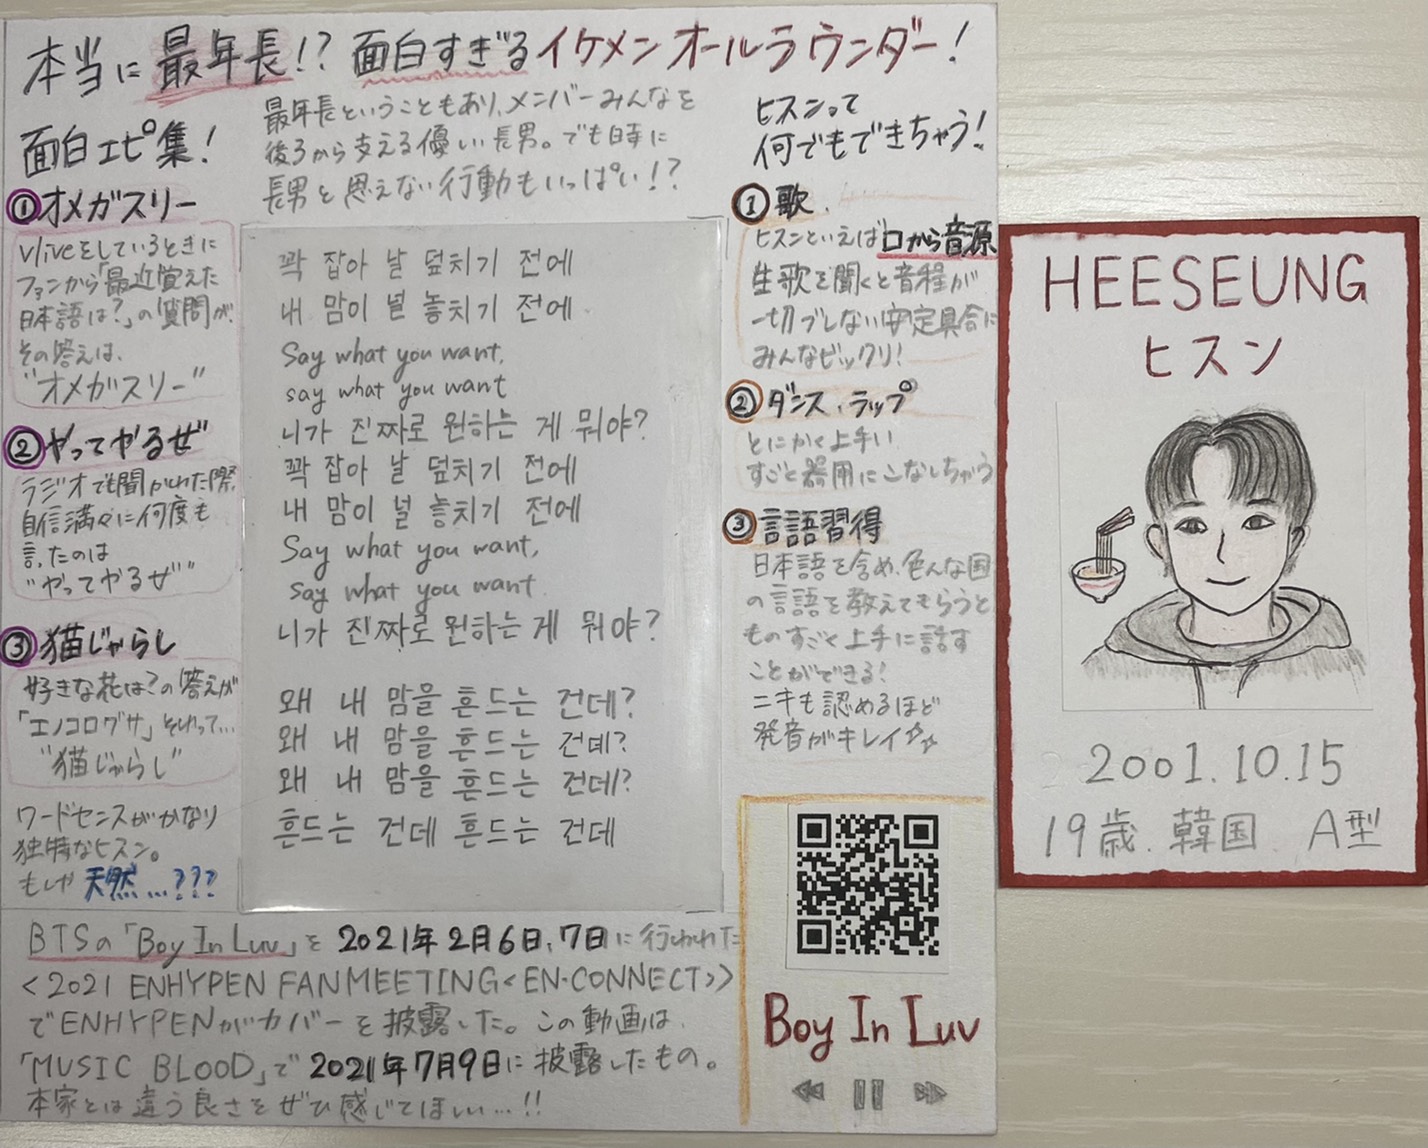 本当に最年長!? 面白すぎるイケメンオールラウンダー!
最年長ということもあり、メンバーみんなを
後ろから支える優しい長男。でも時に
長男と思えない行動もいっぱい!?
面白エピ集!
①オメガスリー
Vliveをしているときに
ファンから「最近覚えた
日本語は?」の質問が。
その答えは、
"オメガスリー"
②やってやるぜ
ラジオでも聞かれた際、
自信満々に何度も
言ったのは
"やってやるぜ"
③猫じゃらし
好きな花は?の答えが
「エノコログサ」それって…
"猫じゃらし"
ワードセンスがかなり
独特なヒスン。
もしや天然…???
꽉 잡아 날 덮치기 전에
내 맘이 널 놓치기 전에
Say what you want,
say what you want
니가 진짜로 원하는 게 뭐야?
꽉 잡아 날 덮치기 전에
내 맘이 널 놓치기 전에
Say what you want,
say what you want
니가 진짜로 원하는 게 뭐야?
왜 내 맘을 흔드는 건데?
왜 내 맘을 흔드는 건데?
왜 내 맘을 흔드는 건데?
흔드는 건데 흔드는 건데
ヒスンって
何でもできちゃう!
①歌
ヒスンといえば口から音源
生歌で聞くと音程が
一切ブレない安定具合に
みんなビックリ!
②ダンス、ラップ
とにかく上手い
すごと器用にこなしちゃう
③言語習得
日本語を含め、色んな国
の言語を教えてもらうと
ものすごく上手に話す
ことができる!
ニキも認めるほど
発音がキレイ☆☆
BTSの「Boy In Luv」を2021年2月6日,7日に行われた
<2021 ENHYPEN FANMEETING<EN-CONNECT>>
でENHYPENがカバーを披露した。この動画は、
「MUSIC BLOOD」で2021年7月9日に披露したもの。
本家とは違う良さをぜひ感じてほしい…!!
Boy In Luv
HEESEUNG
ヒスン
2001.10.15
19歳. 韓国. A型